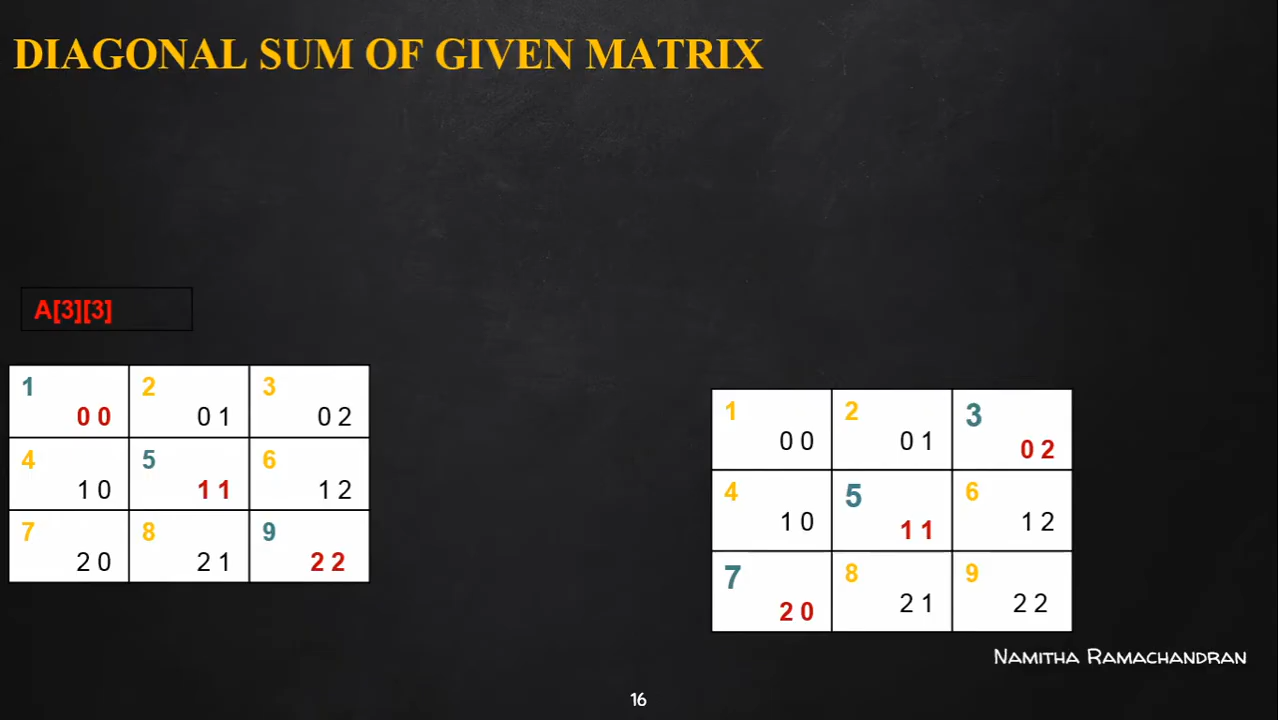 DIAGONAL SUM OF GIVEN MATRIX
A[3][3]
1 2 3
0 0 0 1 0 2
4 5 6
1 0 1 1 1 2
7 8 9
2 0 2 1 2 2
1 2 3
0 0 0 1 0 2
4 5 6
1 0 1 1 1 2
7 8 9
2 0 2 1 2 2
Namitha Ramachandran
16